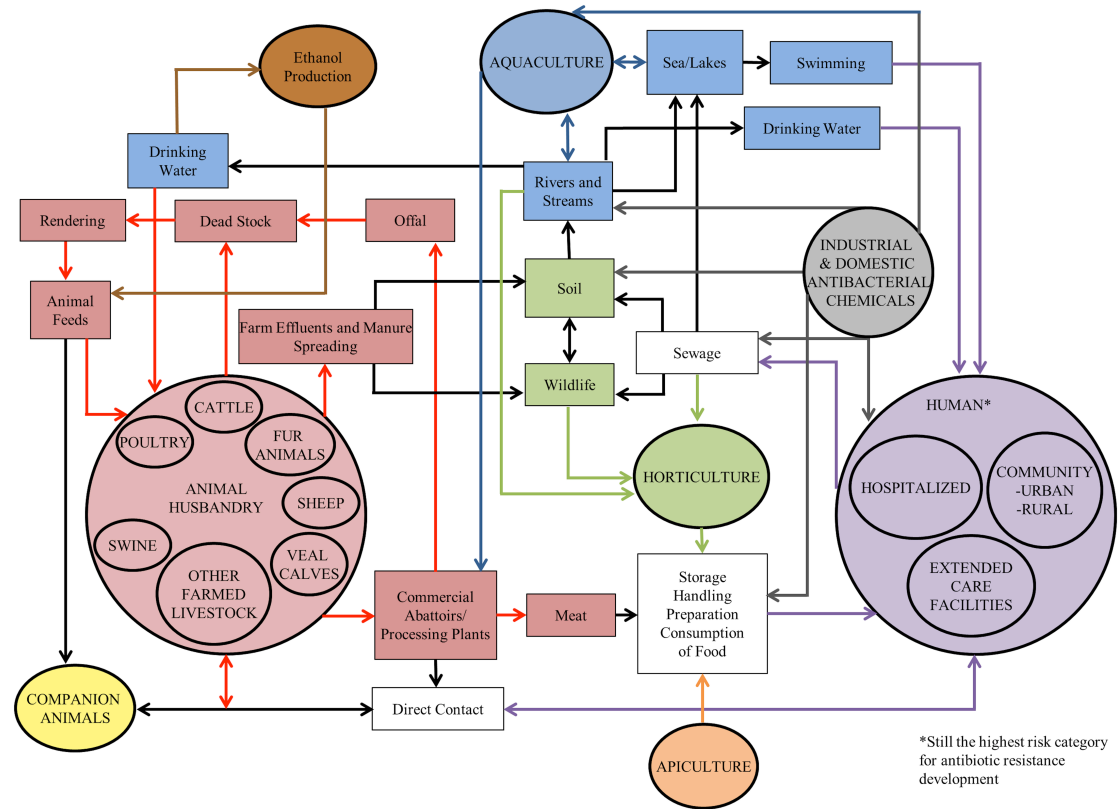 Ethanol
Production
AQUACULTURE
Sea/Lakes
Swimming
Drinking Water
Drinking
Water
Rivers and
Streams
Rendering
Dead Stock
Offal
INDUSTRIAL
& DOMESTIC
ANTIBACTERIAL
CHEMICALS
Soil
Animal
Feeds
Farm Effluents and Manure
Spreading
Sewage
Wildlife
CATTLE
POULTRY
FUR
ANIMALS
ANIMAL
HUSBANDRY
SHEEP
SWINE
VEAL
CALVES
OTHER
FARMED
LIVESTOCK
HORTICULTURE
HUMAN*
HOSPITALIZED
COMMUNITY
-URBAN
-RURAL
EXTENDED
CARE
FACILITIES
Commercial
Abattoirs/
Processing Plants
Meat
Storage
Handling
Preparation
Consumption
of Food
COMPANION
ANIMALS
Direct Contact
APICULTURE
*Still the highest risk category
for antibiotic resistance
development